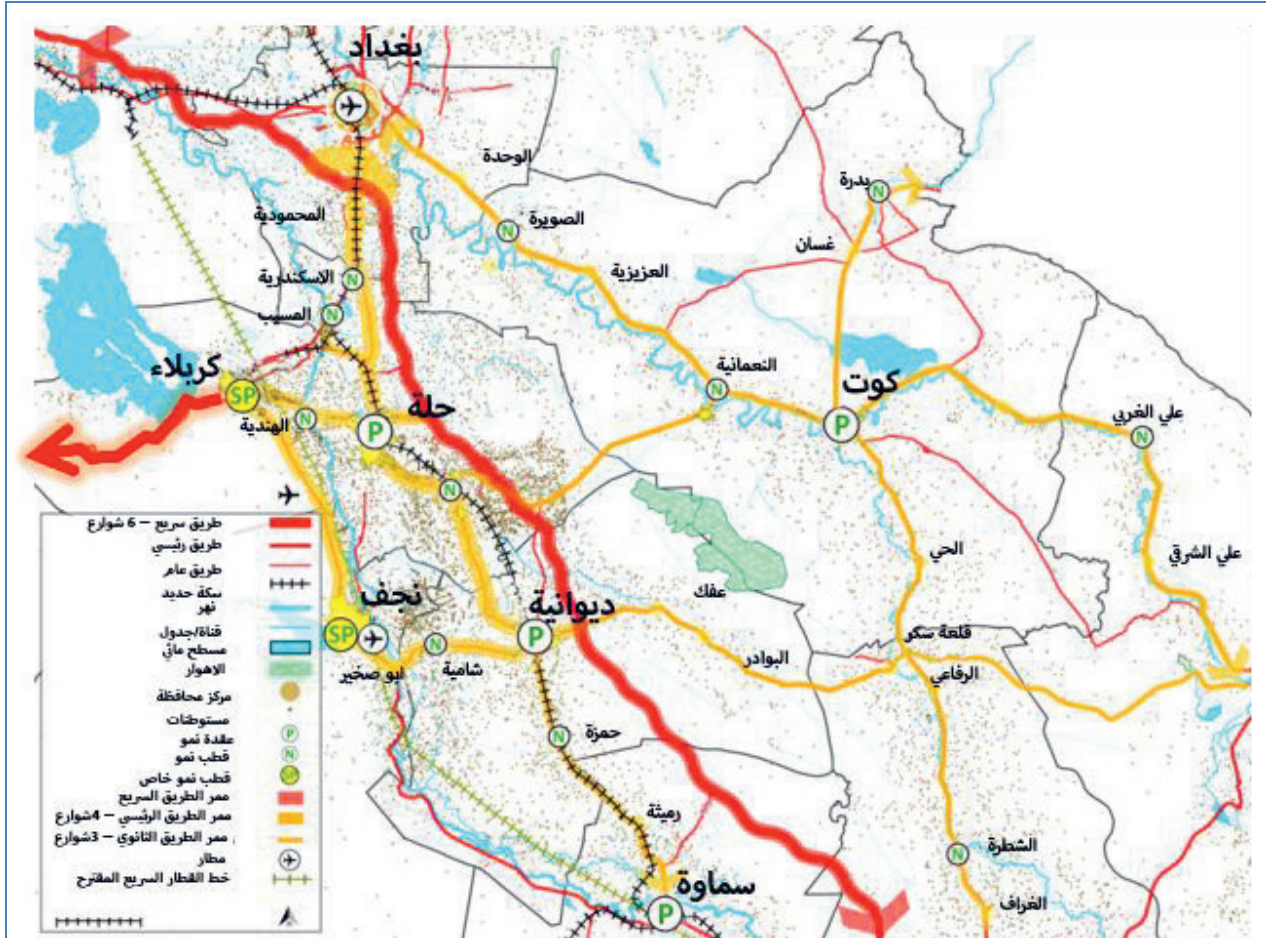 بغداد
الوحدة
بدرة
الصويرة
المحمودية
غسان
العزيزية
الاسكندرية
المسيب
النعمانية
كربلاء
SP
كوت
حلة
علي الغربي
الهندية
P
P
N
N
N
N
N
N
N
N
طريق سريع – 6 شوارع
طريق رئيسي
طريق عام
سكة حديد
نهر
قناة/جدول
مسطح مائي
الاهوار
مركز محافظة
مستوطنات
عقدة نمو
P
قطب نمو
N
قطب نمو خاص
SP
ممر الطريق السريع
ممر الطريق الرئيسي – 4شوارع
ممر الطريق الثانوي – 3شوارع
مطار
خط القطار السريع المقترح
الحي
علي الشرقي
عفك
نجف
ديوانية
SP
P
N
قلعة سكر
ابو صخير
شامية
البوادر
الرفاعي
حمزة
N
رميثة
الشطرة
N
سماوة
P
الغراف